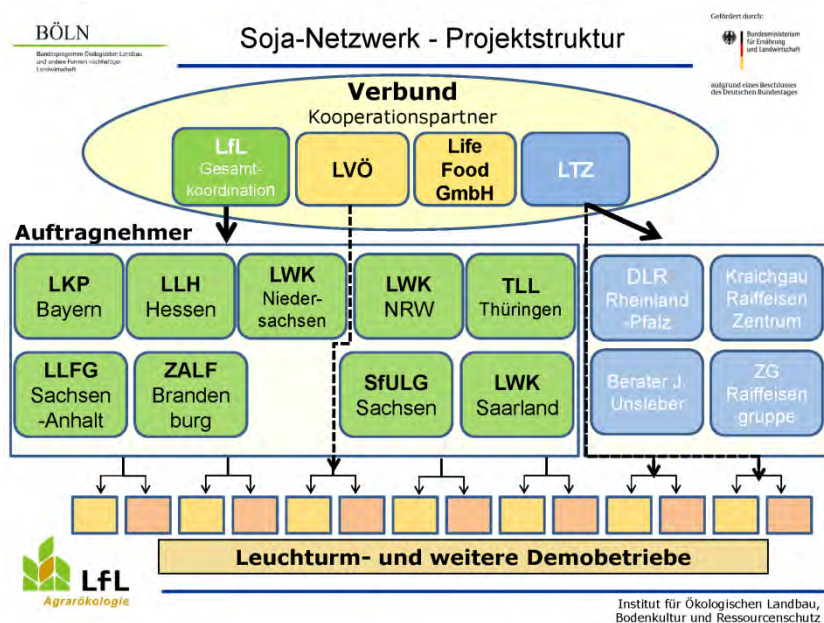 BÖLN
Bundesprogramm Ökologischer Landbau
und andere Formen nachhaltiger
Landwirtschaft
Soja-Netzwerk - Projektstruktur
Gefördert durch:
Bundesministerium
für Ernährung
und Landwirtschaft
aufgrund eines Beschlusses
des Deutschen Bundestages
Verbund
Kooperationspartner
LfL
Gesamt-
koordination
LVÖ
Life
Food
GmbH
LTZ
Auftragnehmer
LKP
Bayern
LLH
Hessen
LWK
Nieder-
sachsen
LWK
NRW
TLL
Thüringen
DLR
Rheinland
-Pfalz
Kraichgau
Raiffeisen
Zentrum
LLFG
Sachsen
-Anhalt
ZALF
Branden
burg
SfULG
Sachsen
LWK
Saarland
Berater J.
Unsleber
ZG
Raiffeisen
gruppe
Leuchturm- und weitere Demobetriebe
LfL
Agrarökologie
Institut für Ökologischen Landbau,
Bodenkultur und Ressourcenschutz